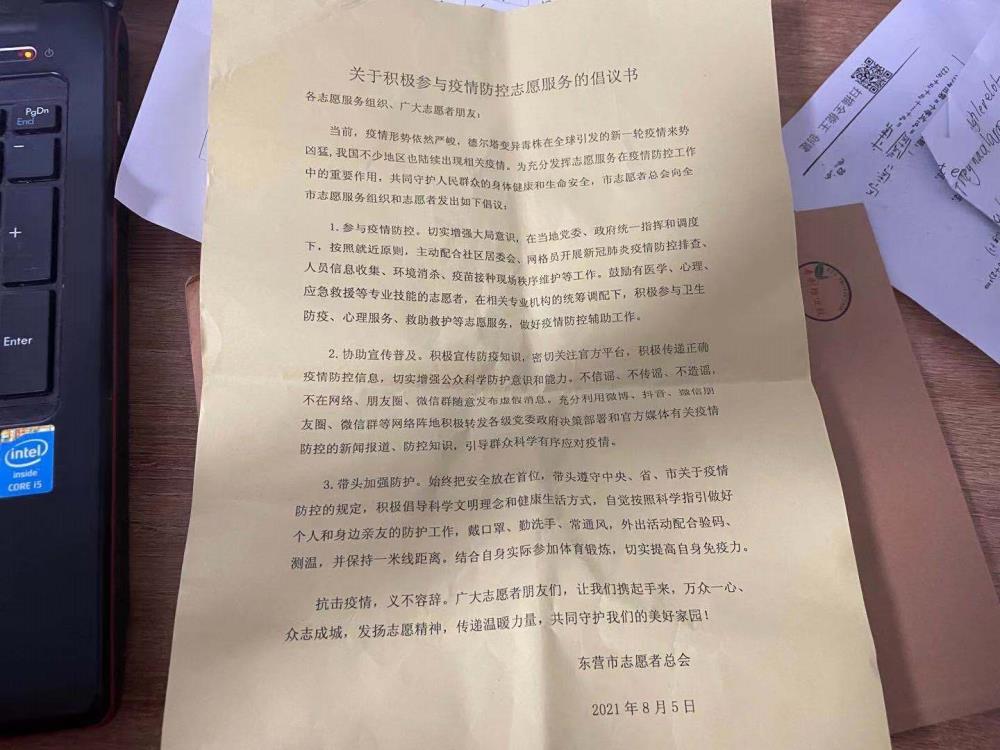 关于积极参与疫情防控志愿服务的倡议书
各志愿服务组织、广大志愿者朋友：
当前，疫情形势依然严峻，德尔塔变异毒株在全球引发的新一轮疫情来势
凶猛，我国不少地区也陆续出现相关疫情。为充分发挥志愿服务在疫情防控工作
中的重要作用，共同守护人民群众的身体健康和生命安全，市志愿者总会向全
市志愿服务组织和志愿者发出如下倡议：
1.参与疫情防控。切实增强大局意识，在当地党委、政府统一指挥和调度
下，按照就近原则，主动配合社区居委会、网格员开展新冠肺炎疫情防控排查、
人员信息收集、环境消杀、疫苗接种现场秩序维护等工作。鼓励有医学、心理、
应急救援等专业技能的志愿者，在相关专业机构的统筹调配下，积极参与卫生
防疫、心理服务、救助救护等志愿服务，做好疫情防控辅助工作。
2.协助宣传普及。积极宣传防疫知识，密切关注官方平台，积极传递正确
疫情防控信息，切实增强公众科学防护意识和能力。不信谣、不传谣、不造谣，
不在网络、朋友圈、微信群随意发布虚假消息。充分利用微博、抖音、微信朋
友圈、微信群等网络阵地积极转发各级党委政府决策部署和官方媒体有关疫情
防控的新闻报道、防控知识，引导群众科学有序应对疫情。
3.带头加强防护。始终把安全放在首位，带头遵守中央、省、市关于疫情
防控的规定，积极倡导科学文明理念和健康生活方式，自觉按照科学指引做好
个人和身边亲友的防护工作，戴口罩、勤洗手、常通风，外出活动配合验码、
测温，并保持一米线距离。结合自身实际参加体育锻炼，切实提高自身免疫力。
抗击疫情，义不容辞。广大志愿者朋友们，让我们携起手来，万众一心、
众志成城，发扬志愿精神，传递温暖力量，共同守护我们的美好家园！
东营市志愿者总会
2021年8月5日
PgDn
End
Enter
intel
inside
CORE i5
扫描全能王 创建